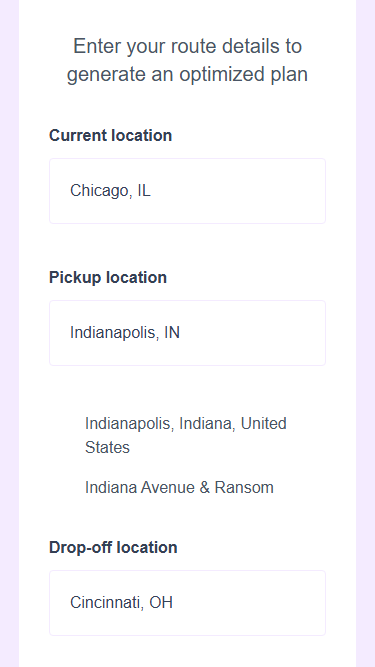 Enter your route details to
generate an optimized plan
Current location
Chicago, IL
Pickup location
Indianapolis, IN
Indianapolis, Indiana, United
States
Indiana Avenue & Ransom
Drop-off location
Cincinnati, OH